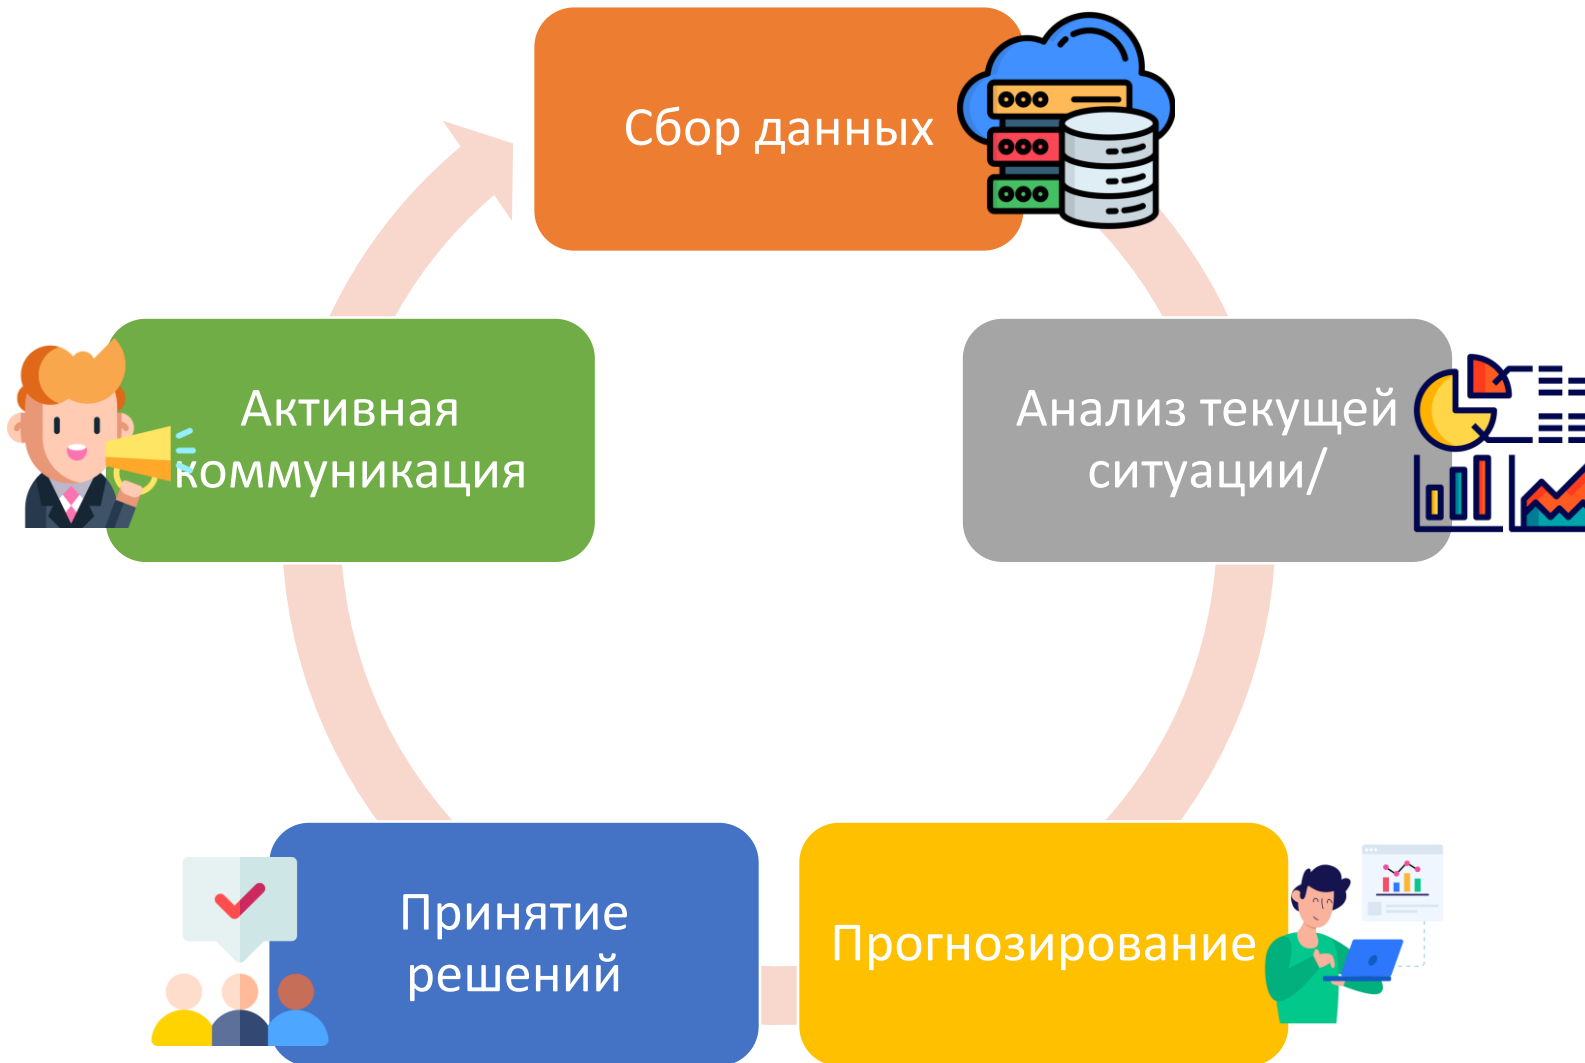 Сбор данных
Анализ текущей
ситуации/
Прогнозирование
Принятие
решений
Активная
коммуникация